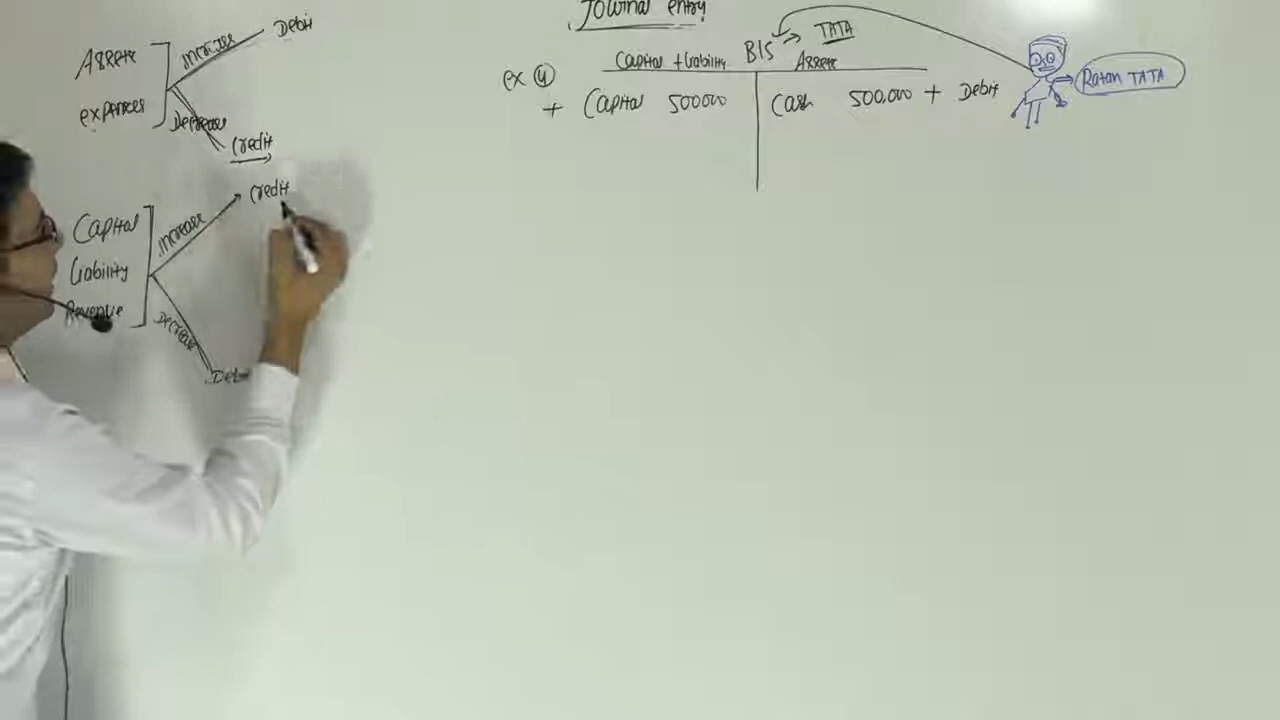 Journal entry
Assets
expenses
increase
Debit
Decrease
Credit
Capital
Liability
Revenue
increase
Credit
Decrease
Debit
B/S
TATA
Capital + Liability
Assets
ex 4
+ Capital 500000
Cash 500,000 + Debit
Ratan TATA